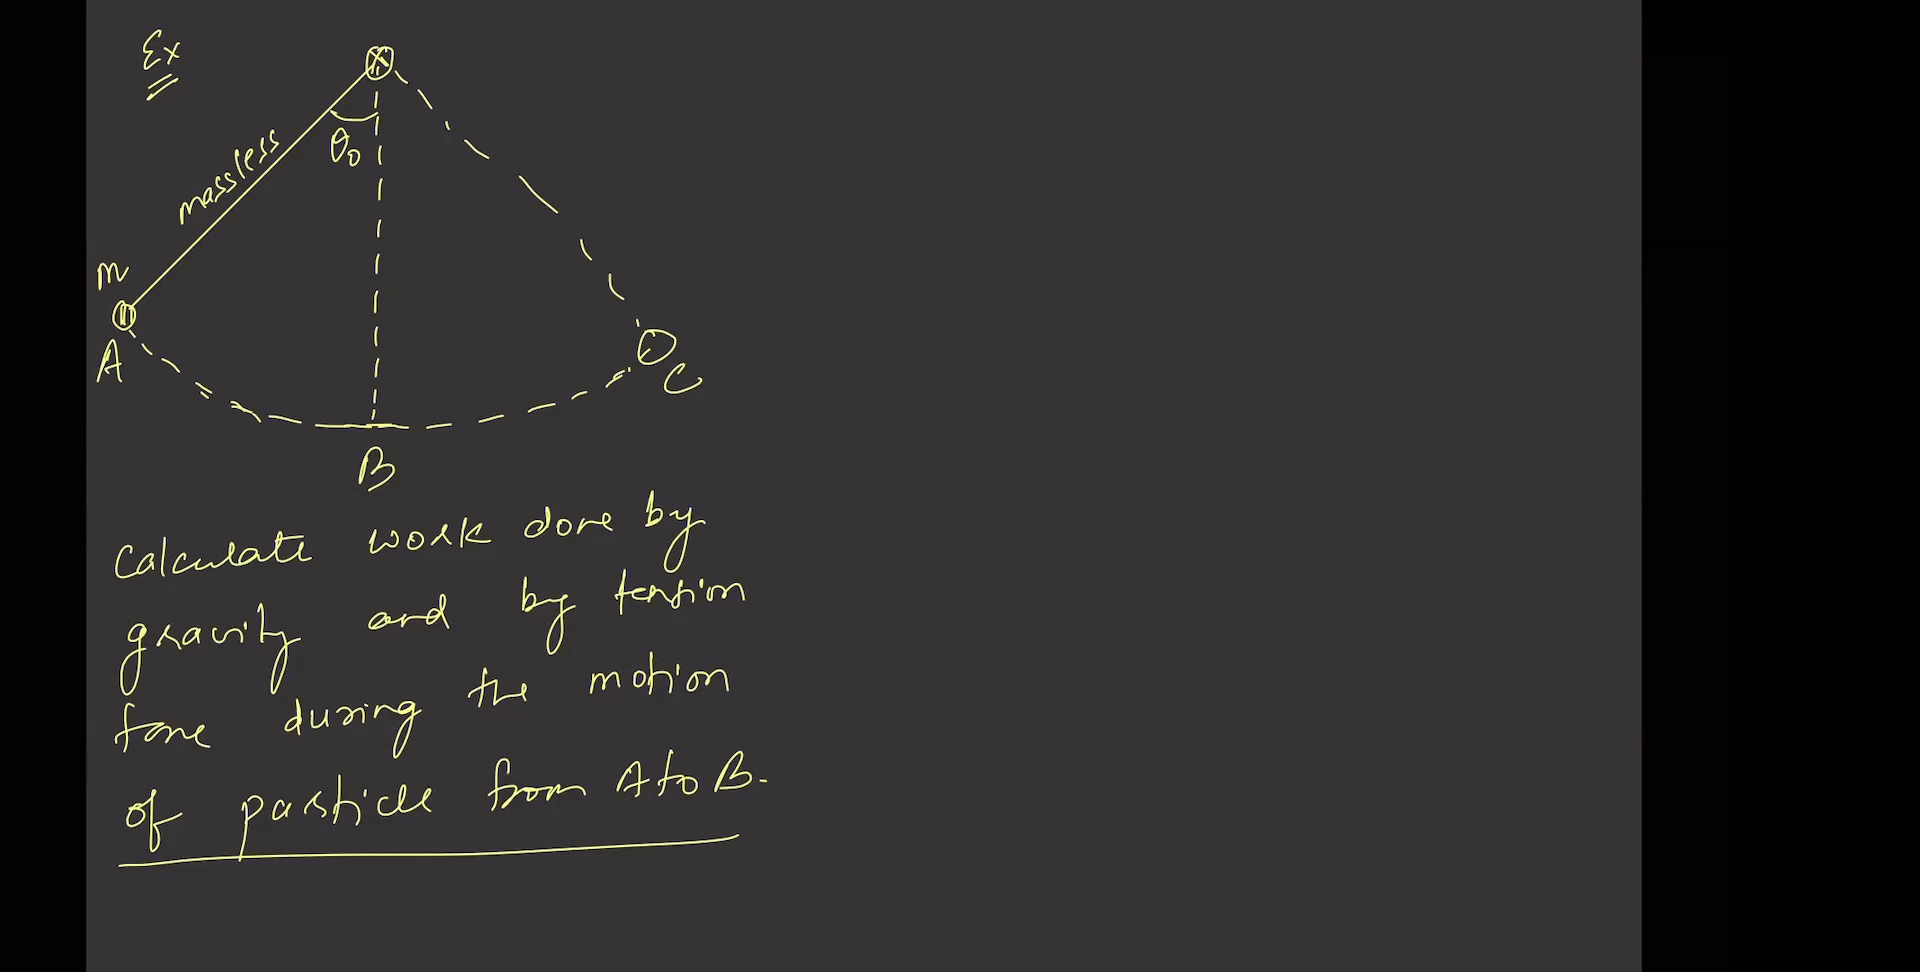 Ex
θ₀
massless
m
A
C
B
Calculate work done by
gravity and by tension
force during the motion
of particle from A to B.